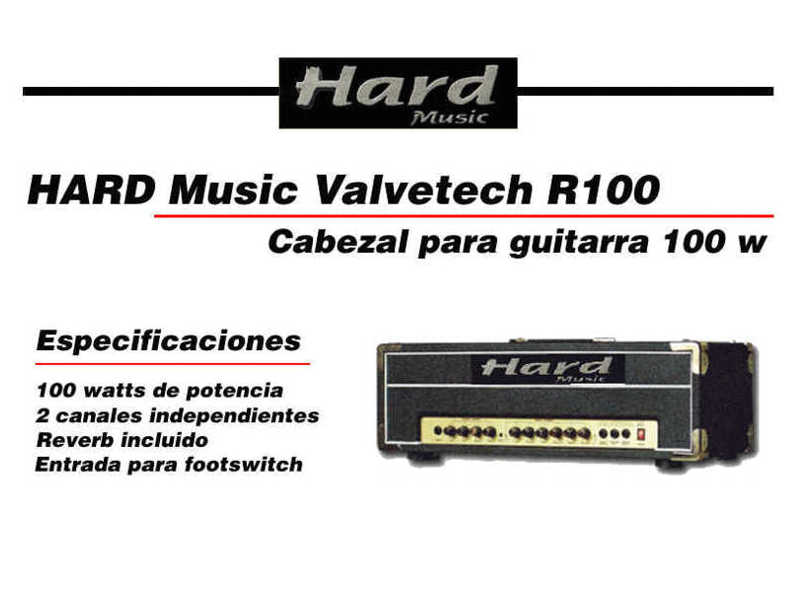 Hard
Music
HARD Music Valvetech R100
Cabezal para guitarra 100 w
Especificaciones
100 watts de potencia
2 canales independientes
Reverb incluido
Entrada para footswitch
Hard
Music